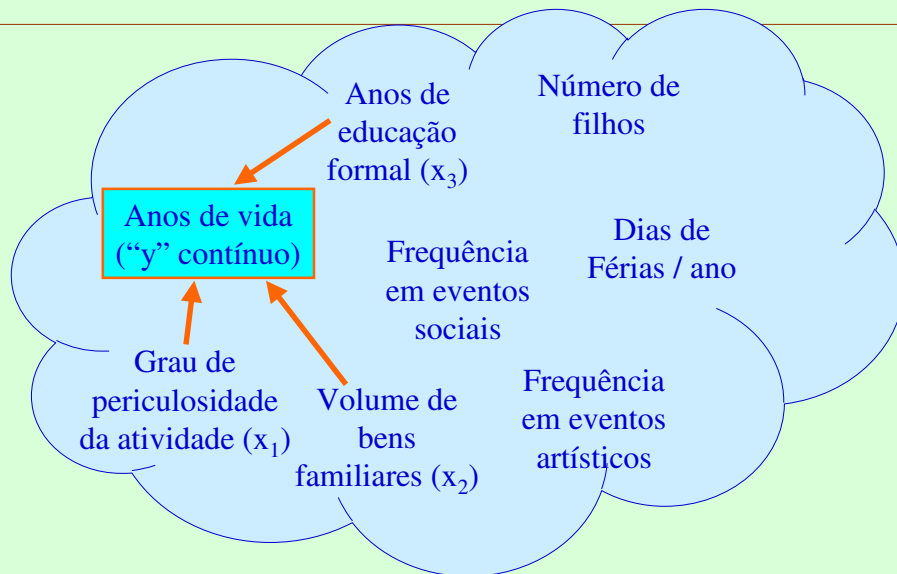 Anos de
educação
formal (x₃)
Número de
filhos
Anos de vida
(“y” contínuo)
Frequência
em eventos
sociais
Dias de
Férias / ano
Grau de
periculosidade
da atividade (x₁)
Volume de
bens
familiares (x₂)
Frequência
em eventos
artísticos